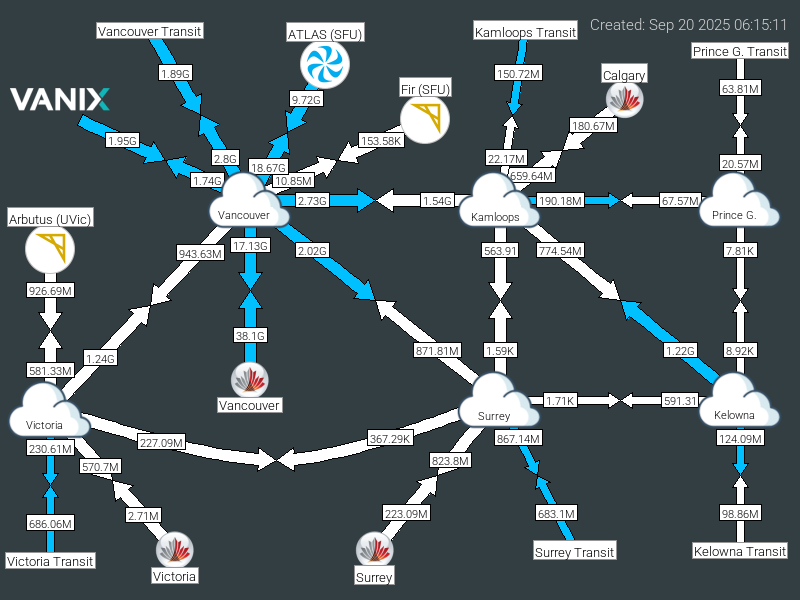 Created: Sep 20 2025 06:15:11
Vancouver Transit
ATLAS (SFU)
Kamloops Transit
Prince G. Transit
1.89G
150.72M
Calgary
63.81M
VANIX
9.72G
Fir (SFU)
1.95G
153.58K
180.67M
2.8G
18.67G
22.17M
20.57M
1.74G
10.85M
659.64M
2.73G
1.54G
190.18M
67.57M
Vancouver
Kamloops
Prince G.
Arbutus (UVic)
943.63M
17.13G
2.02G
563.91
774.54M
7.81K
926.69M
38.1G
871.81M
1.59K
1.22G
8.92K
1.24G
581.33M
Vancouver
1.71K
591.31
Victoria
Surrey
Kelowna
230.61M
227.09M
367.29K
867.14M
124.09M
570.7M
823.8M
686.06M
2.71M
223.09M
683.1M
98.86M
Victoria Transit
Victoria
Surrey
Surrey Transit
Kelowna Transit